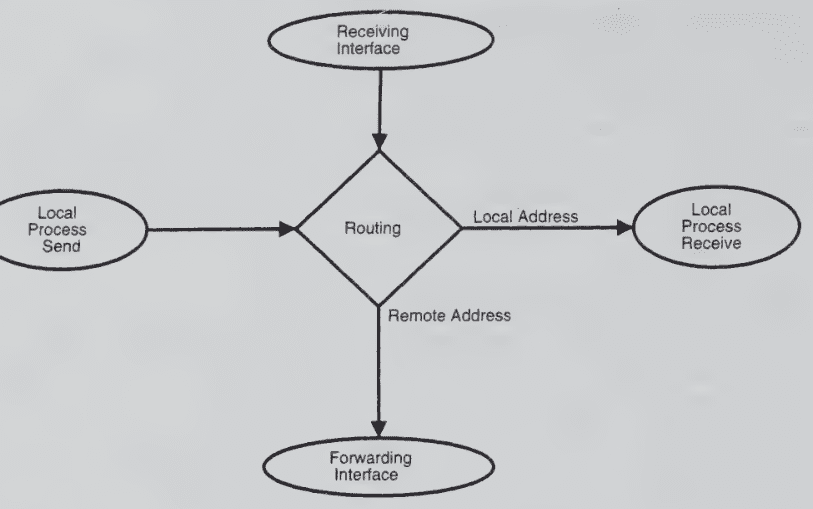 Receiving
Interface
Local
Process
Send
Routing
Local Address
Local
Process
Receive
Remote Address
Forwarding
Interface